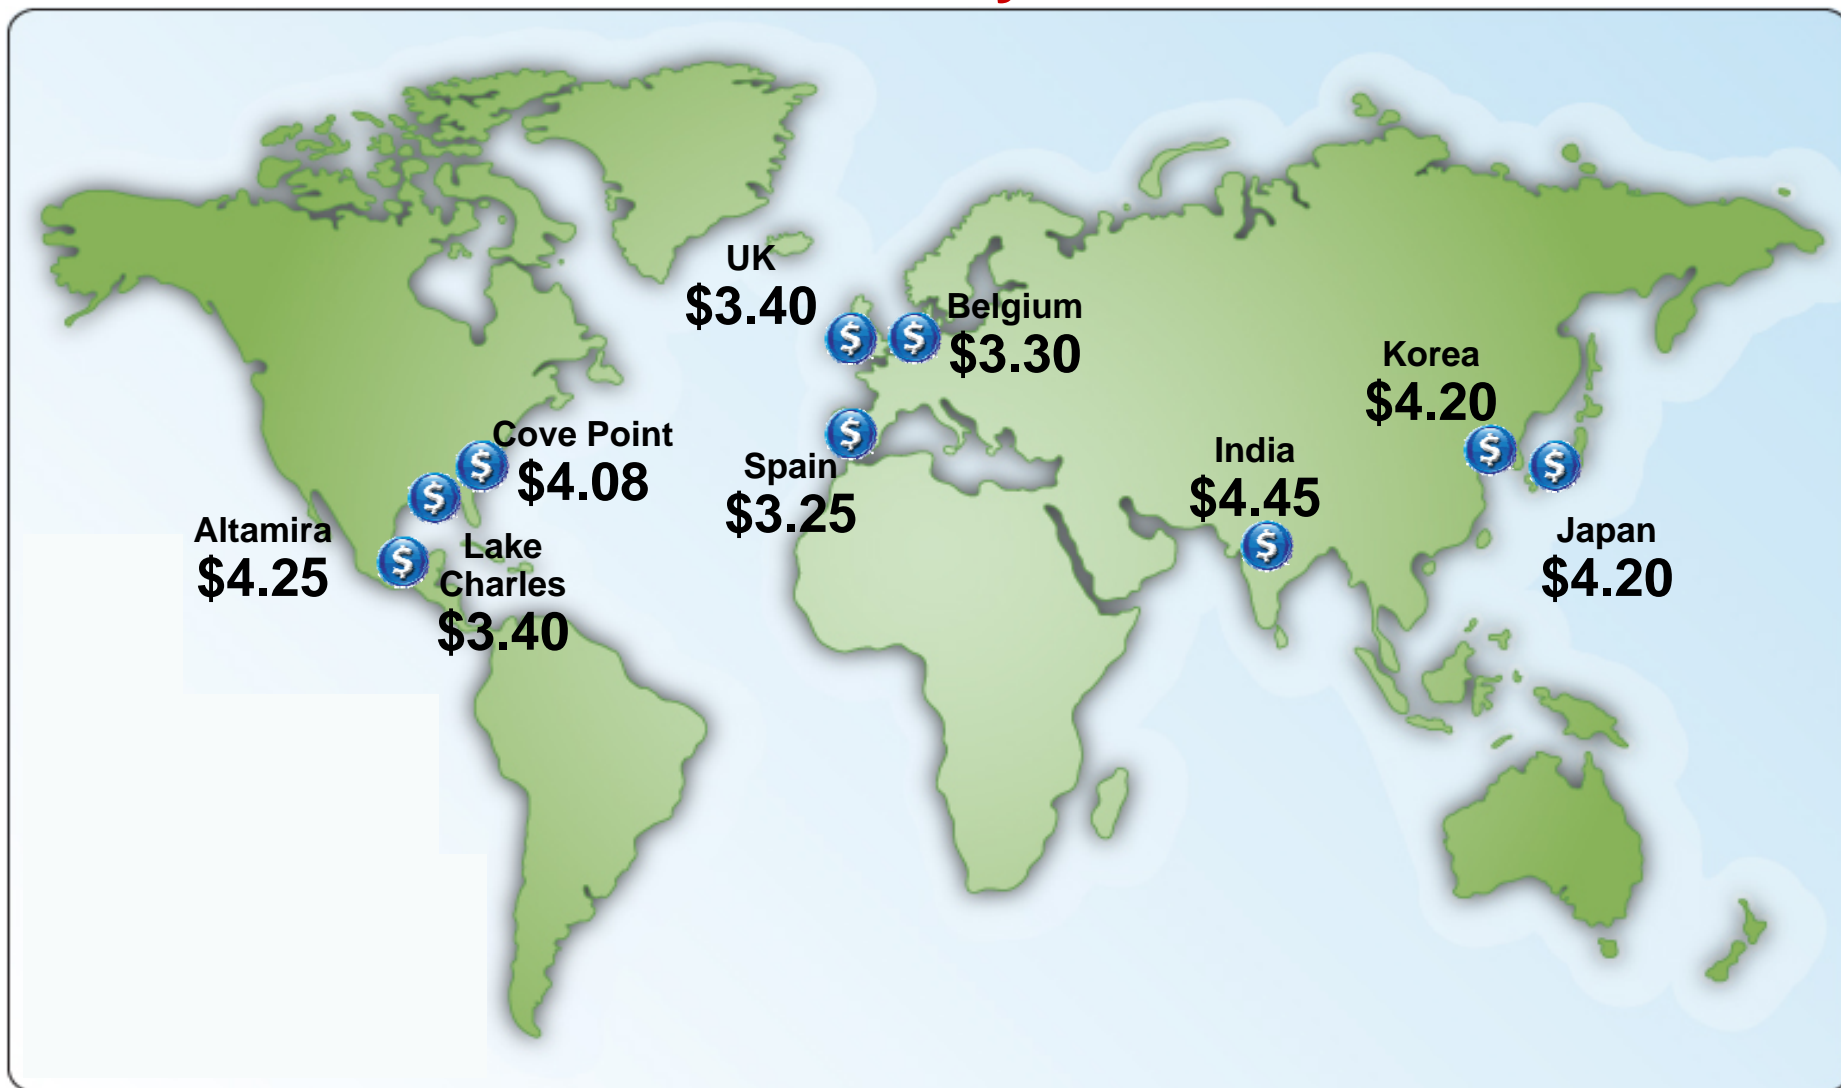 UK
$3.40
Belgium
$3.30
Korea
$4.20
Cove Point
$4.08
India
$4.45
Spain
$3.25
Altamira
$4.25
Lake
Charles
$3.40
Japan
$4.20